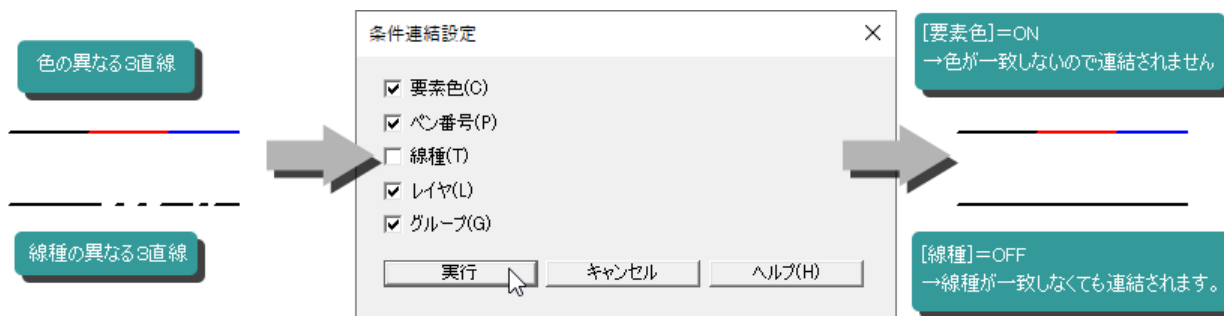 色の異なる3直線
線種の異なる3直線
条件連結設定
要素色(C)
ペン番号(P)
線種(T)
レイヤ(L)
グループ(G)
実行
キャンセル
ヘルプ(H)
[要素色]=ON
→色が一致しないので連結されません
[線種]=OFF
→線種が一致しなくても連結されます。